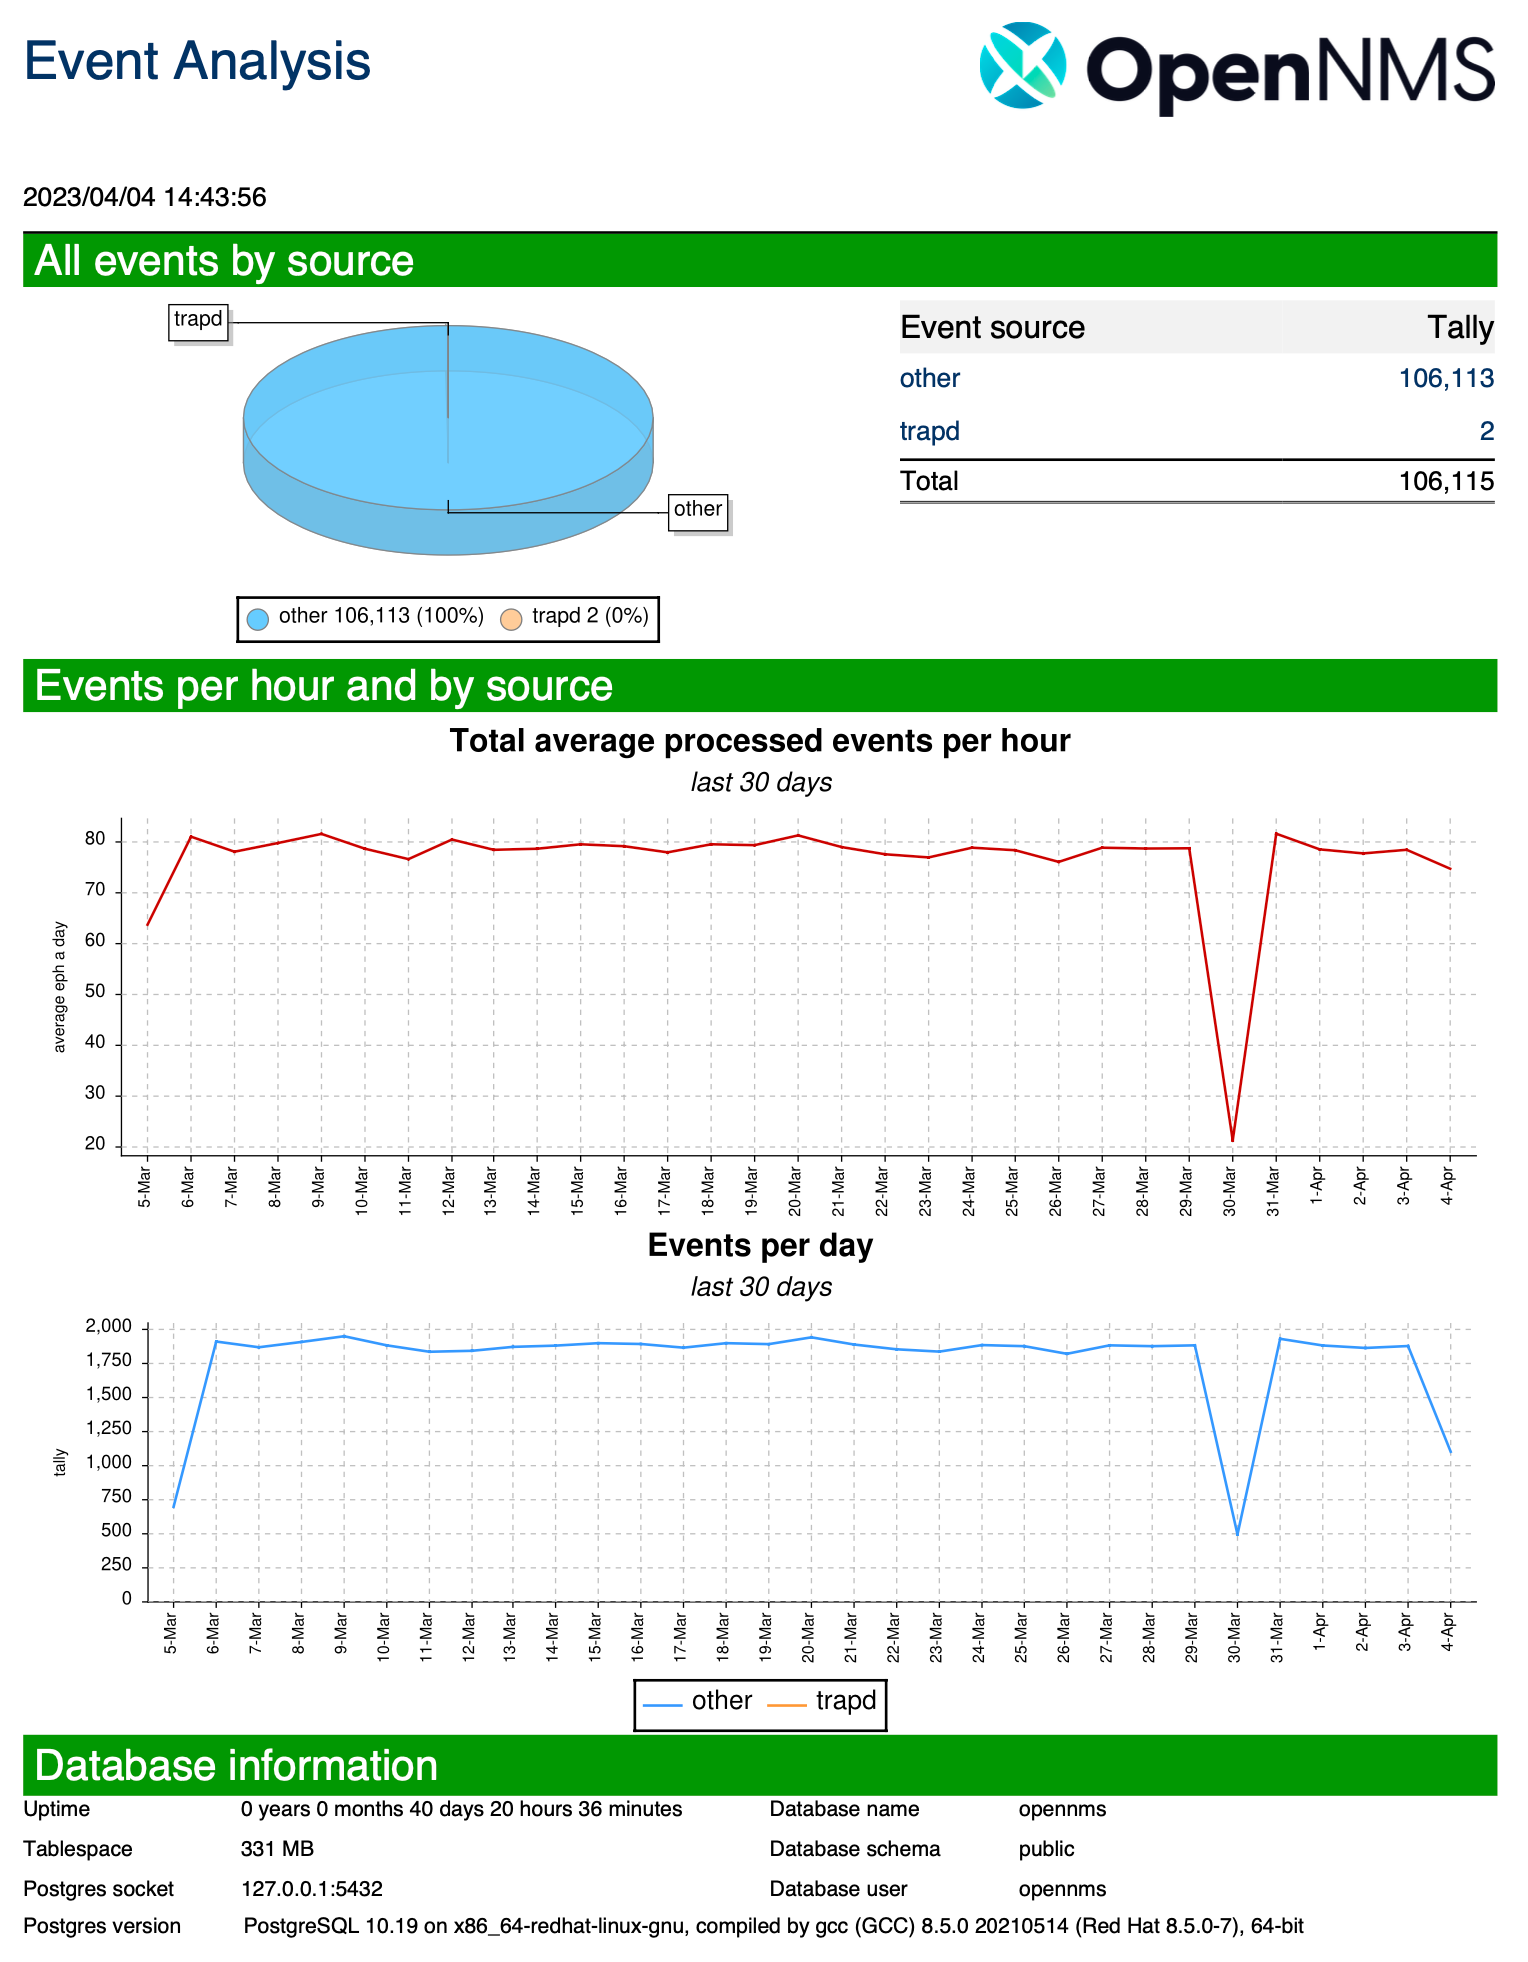 Event Analysis
OpenNMS
2023/04/04 14:43:56
All events by source
trapd
other
other 106,113 (100%) trapd 2 (0%)
Event source Tally
other 106,113
trapd 2
Total 106,115
Events per hour and by source
Total average processed events per hour
last 30 days
average eph a day
80
70
60
50
40
30
20
5-Mar 6-Mar 7-Mar 8-Mar 9-Mar 10-Mar 11-Mar 12-Mar 13-Mar 14-Mar 15-Mar 16-Mar 17-Mar 18-Mar 19-Mar 20-Mar 21-Mar 22-Mar 23-Mar 24-Mar 25-Mar 26-Mar 27-Mar 28-Mar 29-Mar 30-Mar 31-Mar 1-Apr 2-Apr 3-Apr 4-Apr
Events per day
last 30 days
tally
2,000
1,750
1,500
1,250
1,000
750
500
250
0
5-Mar 6-Mar 7-Mar 8-Mar 9-Mar 10-Mar 11-Mar 12-Mar 13-Mar 14-Mar 15-Mar 16-Mar 17-Mar 18-Mar 19-Mar 20-Mar 21-Mar 22-Mar 23-Mar 24-Mar 25-Mar 26-Mar 27-Mar 28-Mar 29-Mar 30-Mar 31-Mar 1-Apr 2-Apr 3-Apr 4-Apr
other trapd
Database information
Uptime 0 years 0 months 40 days 20 hours 36 minutes Database name opennms
Tablespace 331 MB Database schema public
Postgres socket 127.0.0.1:5432 Database user opennms
Postgres version PostgreSQL 10.19 on x86_64-redhat-linux-gnu, compiled by gcc (GCC) 8.5.0 20210514 (Red Hat 8.5.0-7), 64-bit